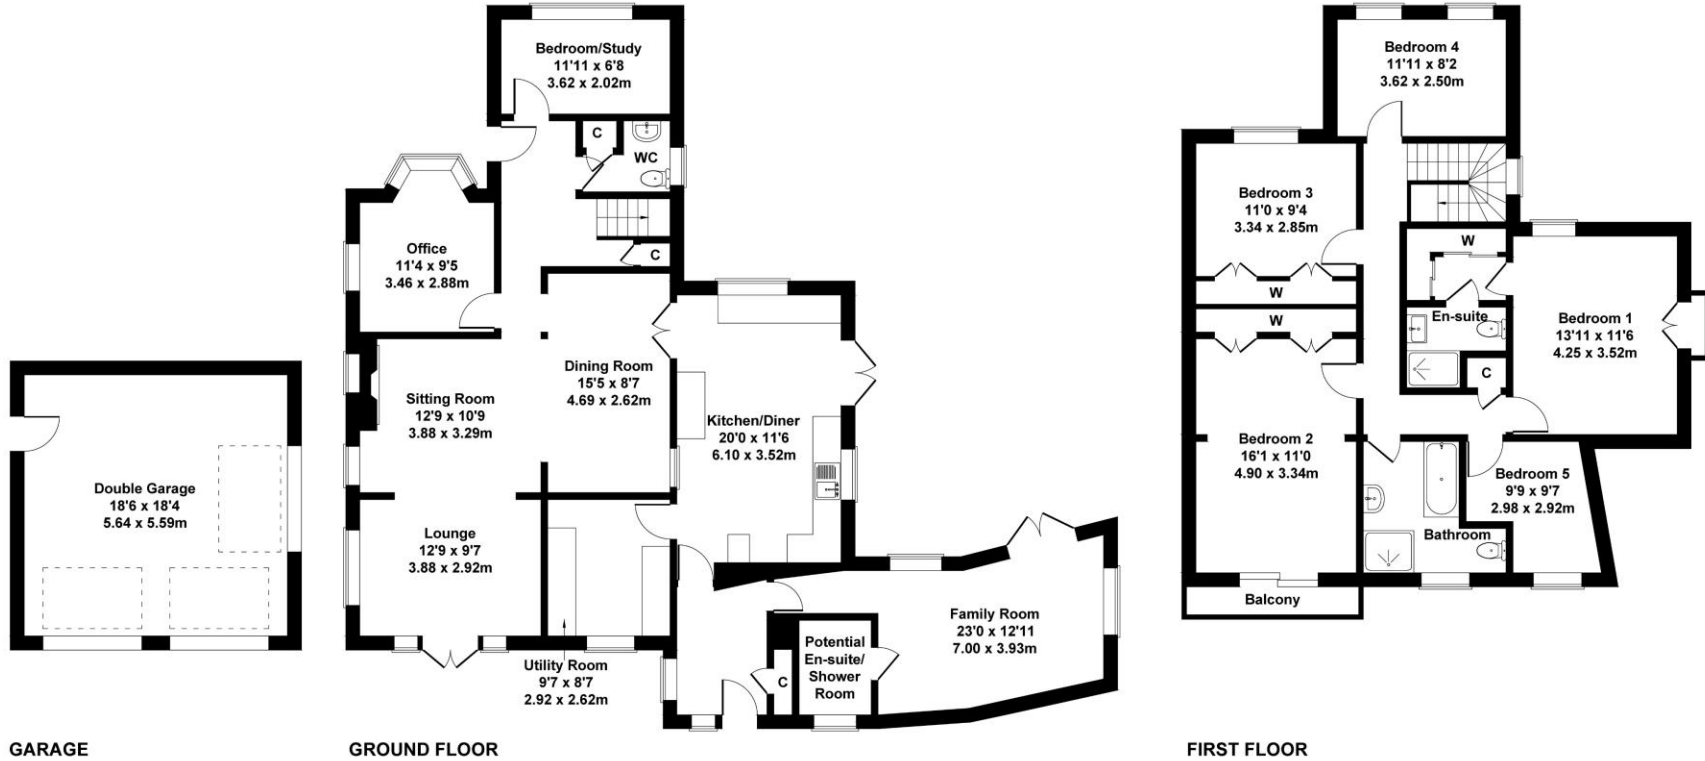 Bedroom/Study
11'11 x 6'8
3.62 x 2.02m
C
WC
Office
11'4 x 9'5
3.46 x 2.88m
C
Dining Room
15'5 x 8'7
4.69 x 2.62m
Sitting Room
12'9 x 10'9
3.88 x 3.29m
Kitchen/Diner
20'0 x 11'6
6.10 x 3.52m
Double Garage
18'6 x 18'4
5.64 x 5.59m
Lounge
12'9 x 9'7
3.88 x 2.92m
Utility Room
9'7 x 8'7
2.92 x 2.62m
C
Potential
En-suite/
Shower
Room
Family Room
23'0 x 12'11
7.00 x 3.93m
Bedroom 4
11'11 x 8'2
3.62 x 2.50m
Bedroom 3
11'0 x 9'4
3.34 x 2.85m
W
W
W
En-suite
Bedroom 1
13'11 x 11'6
4.25 x 3.52m
C
Bedroom 2
16'1 x 11'0
4.90 x 3.34m
Bedroom 5
9'9 x 9'7
2.98 x 2.92m
Bathroom
Balcony
GARAGE
GROUND FLOOR
FIRST FLOOR